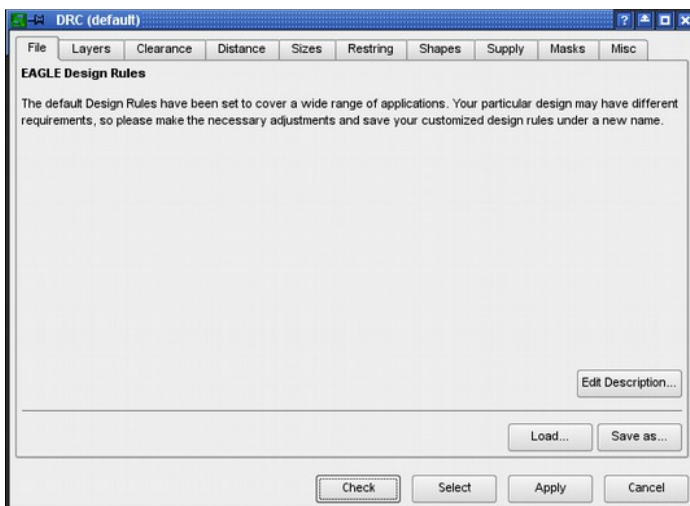 DRC (default)
File Layers Clearance Distance Sizes Restring Shapes Supply Masks Misc
EAGLE Design Rules
The default Design Rules have been set to cover a wide range of applications. Your particular design may have different
requirements, so please make the necessary adjustments and save your customized design rules under a new name.
Edit Description...
Load... Save as...
Check Select Apply Cancel